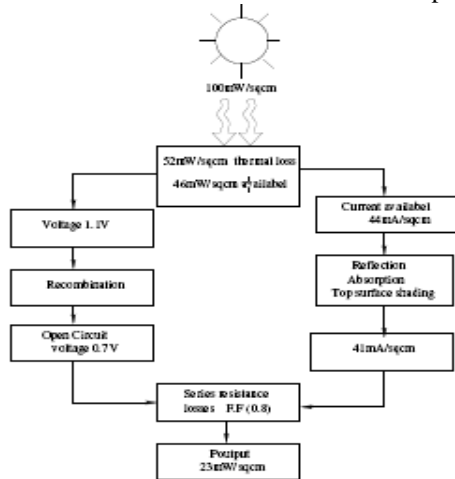 100mW/sqcm
52mW/sqcm thermal loss
46mW/sqcm availabel
Voltage 1.1V
Current availabel
44mA/sqcm
Recombination
Reflection
Absorption
Top surface shading
Open Circuit
voltage 0.7V
41mA/sqcm
Series resistance
losses F.F (0.8)
Poutput
23mW/sqcm